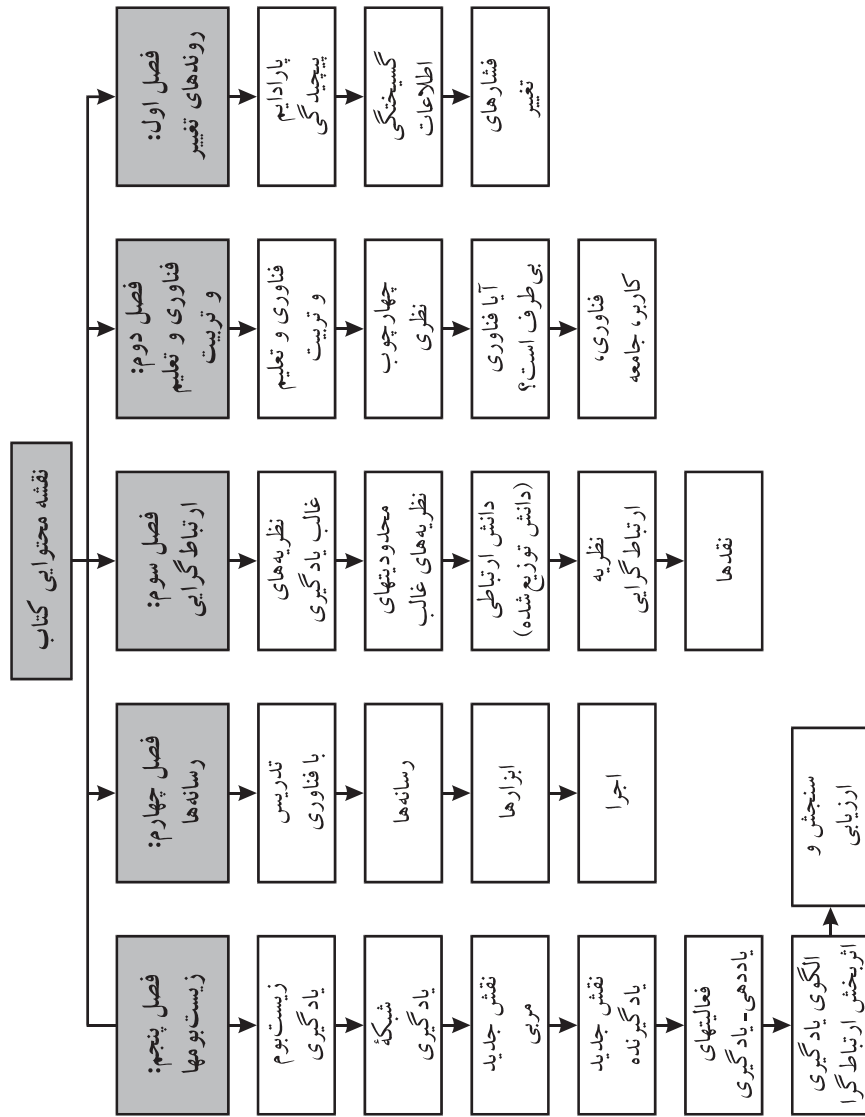 نقشه محتوایی کتاب
فصل اول:
روندهای تغییر
پارادایم
پیچیدگی
گسیختگی
اطلاعات
فشارهای
تغییر
فصل دوم:
فناوری و تعلیم
و تربیت
فناوری و تعلیم
و تربیت
چهارچوب
نظری
آیا فناوری
بی‌طرف است؟
فناوری،
کاربر، جامعه
فصل سوم:
ارتباط‌گرایی
نظریه‌های
غالب یادگیری
محدودیتهای
نظریه‌های غالب
دانش ارتباطی
(دانش توزیع‌شده)
نظریه
ارتباط‌گرایی
نقدها
فصل چهارم:
رسانه‌ها
تدریس
با فناوری
رسانه‌ها
ابزارها
اجرا
فصل پنجم:
زیست‌بومها
زیست‌بوم
یادگیری
شبکهٔ
یادگیری
نقش جدید
مربی
نقش جدید
یادگیرنده
فعالیتهای
یاددهی-یادگیری
الگوی یادگیری
اثربخش ارتباط‌گرا
سنجش و
ارزیابی